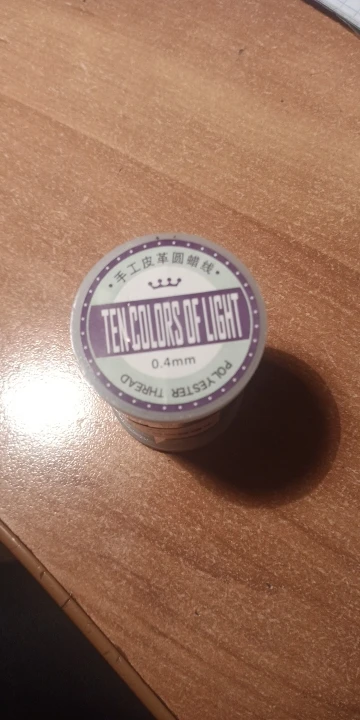 手工皮革圆蜡线
TEN COLORS OF LIGHT
0.4mm
POLYESTER THREAD